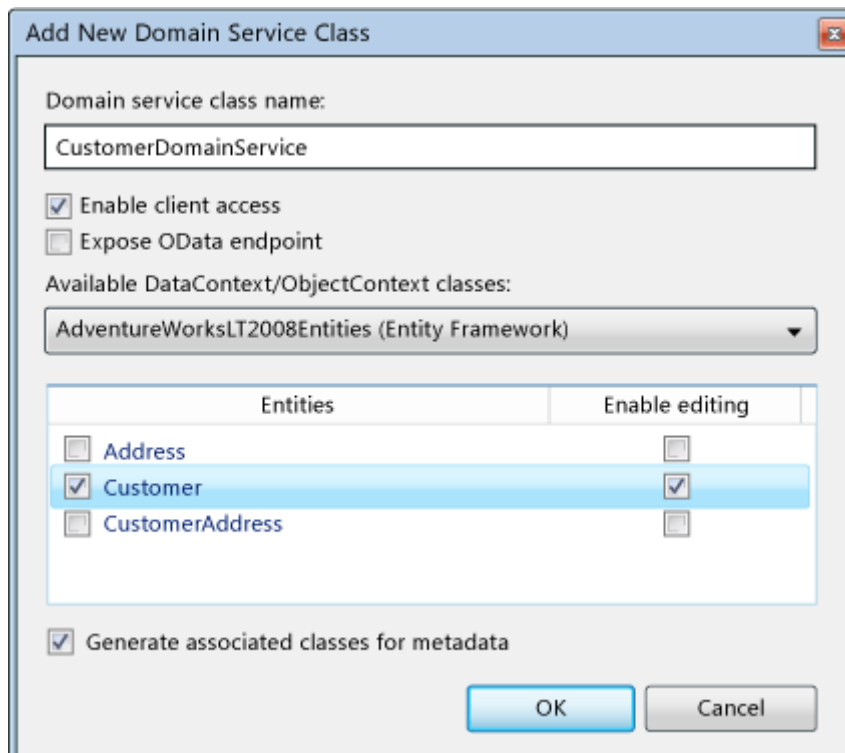 Add New Domain Service Class
Domain service class name:
CustomerDomainService
Enable client access
Expose OData endpoint
Available DataContext/ObjectContext classes:
AdventureWorksLT2008Entities (Entity Framework)
Entities Enable editing
Address
Customer
CustomerAddress
Generate associated classes for metadata
OK Cancel